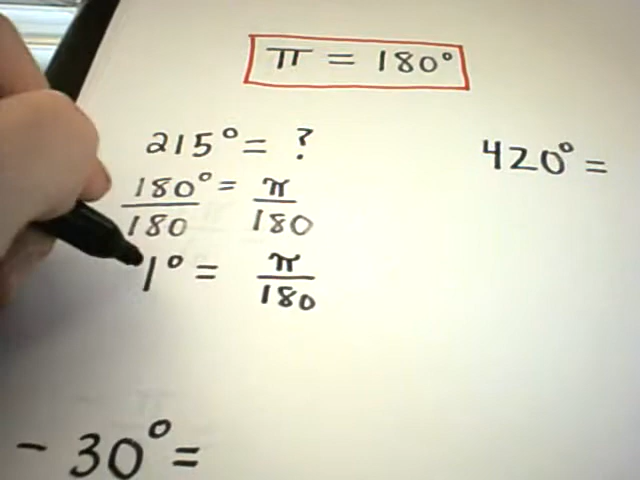 π = 180°
215° = ?
180°/180 = π/180
1° = π/180
420° =
- 30° =